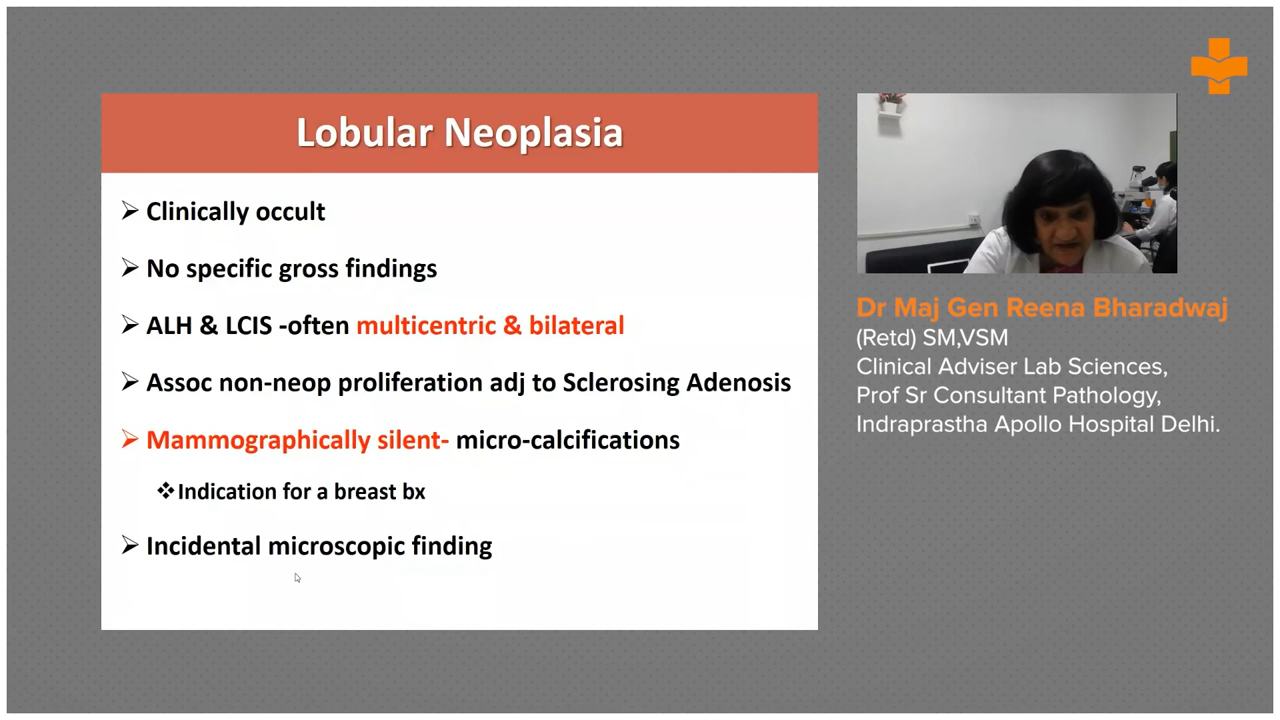 Lobular Neoplasia
Clinically occult
No specific gross findings
ALH & LCIS -often multicentric & bilateral
Assoc non-neop proliferation adj to Sclerosing Adenosis
Mammographically silent- micro-calcifications
Indication for a breast bx
Incidental microscopic finding
Dr Maj Gen Reena Bharadwaj
(Retd) SM,VSM
Clinical Adviser Lab Sciences,
Prof Sr Consultant Pathology,
Indraprastha Apollo Hospital Delhi.